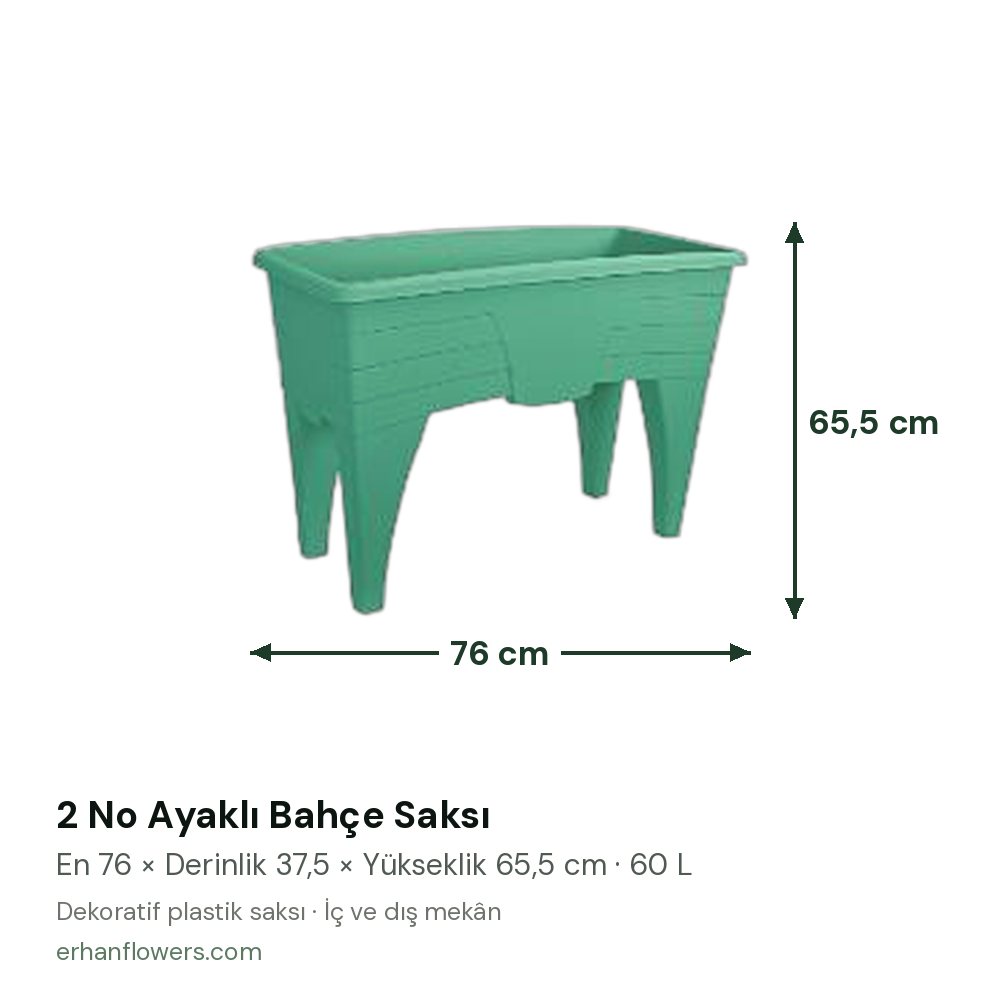 65,5 cm
76 cm
2 No Ayaklı Bahçe Saksı
En 76 × Derinlik 37,5 × Yükseklik 65,5 cm · 60 L
Dekoratif plastik saksı · İç ve dış mekân
erhanflowers.com